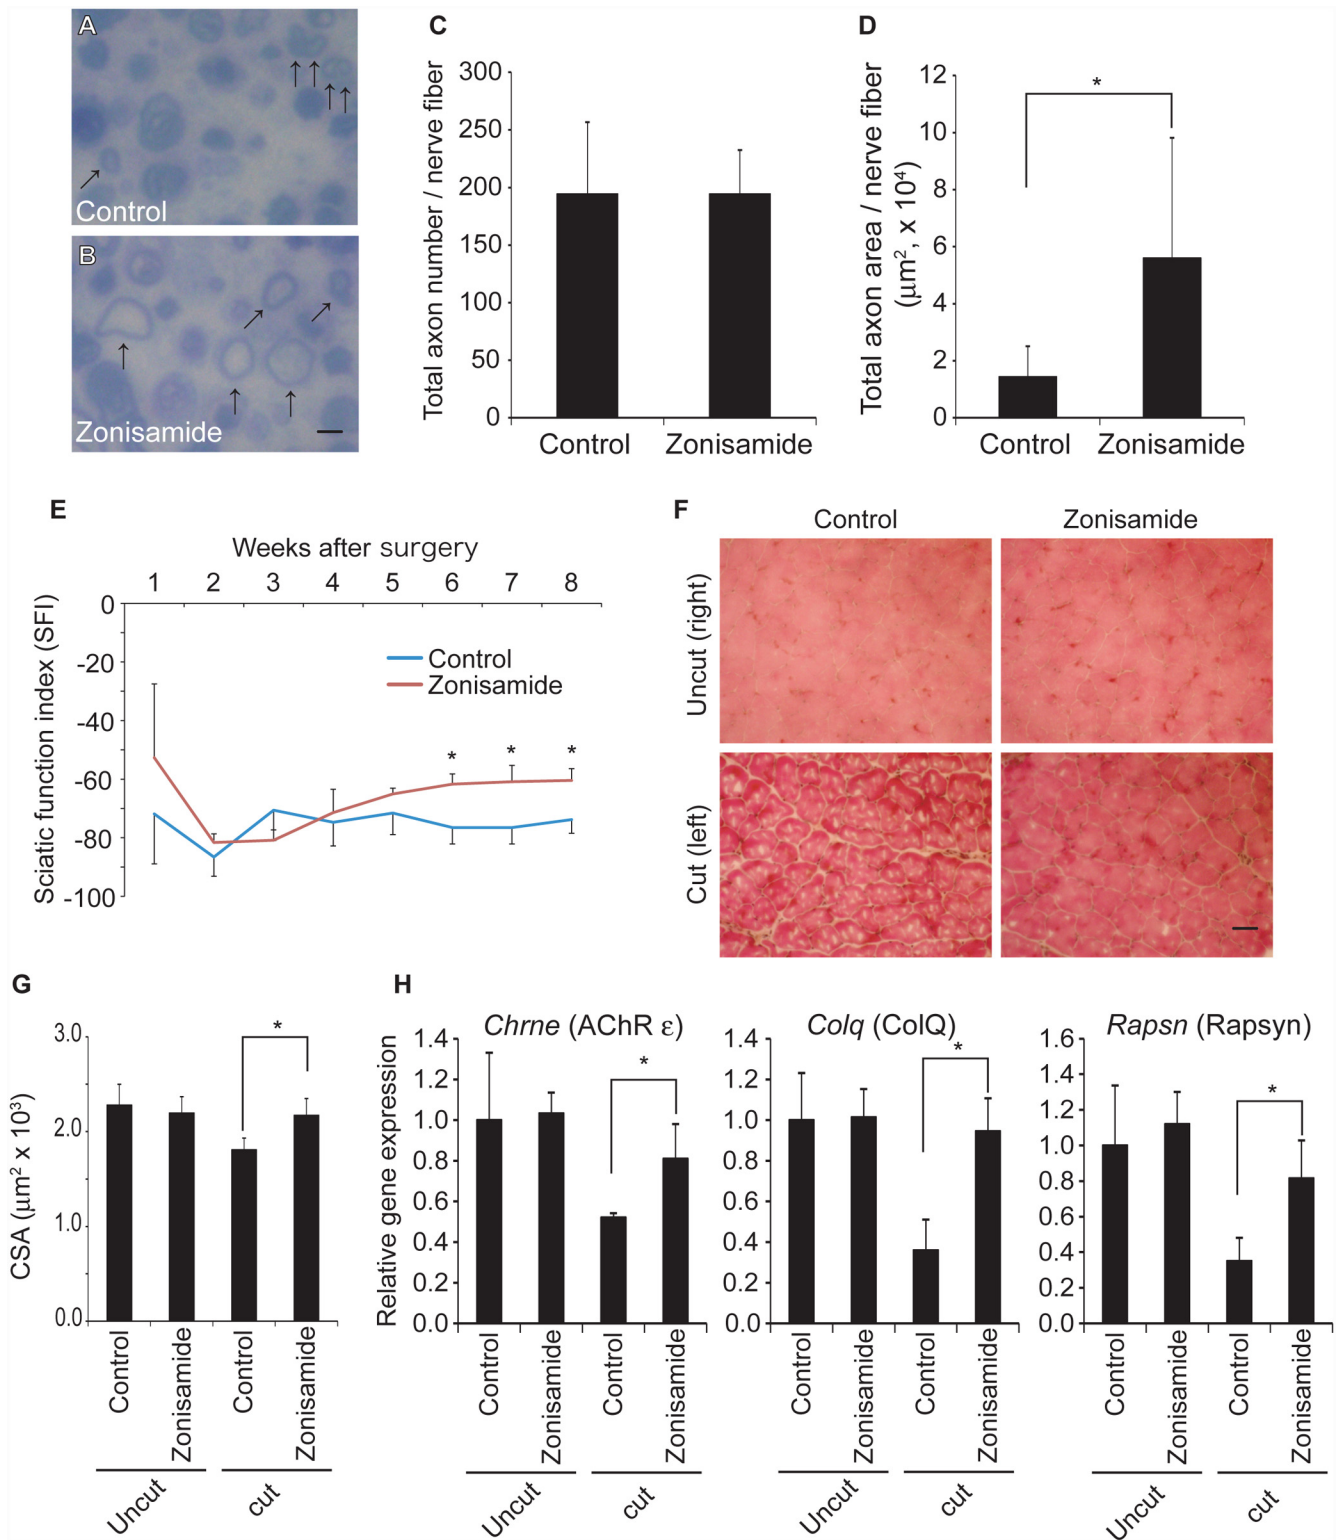 A
Control
B
Zonisamide
C
Total axon number / nerve fiber
300
250
200
150
100
50
0
Control Zonisamide
D
Total axon area / nerve fiber
(μm², x 10⁴)
12
10
8
6
4
2
0
*
Control Zonisamide
E
Weeks after surgery
1 2 3 4 5 6 7 8
Sciatic function index (SFI)
0
-20
-40
-60
-80
-100
Control
Zonisamide
* * *
F
Control Zonisamide
Uncut (right)
Cut (left)
G
CSA (μm² x 10³)
3.0
2.0
1.0
0.0
*
Control Zonisamide Control Zonisamide
Uncut cut
H
Relative gene expression
Chrne (AChR ε)
1.4
1.2
1.0
0.8
0.6
0.4
0.2
0.0
*
Control Zonisamide Control Zonisamide
Uncut cut
Colq (ColQ)
1.4
1.2
1.0
0.8
0.6
0.4
0.2
0.0
*
Control Zonisamide Control Zonisamide
Uncut cut
Rapsn (Rapsyn)
1.6
1.4
1.2
1.0
0.8
0.6
0.4
0.2
0.0
*
Control Zonisamide Control Zonisamide
Uncut cut